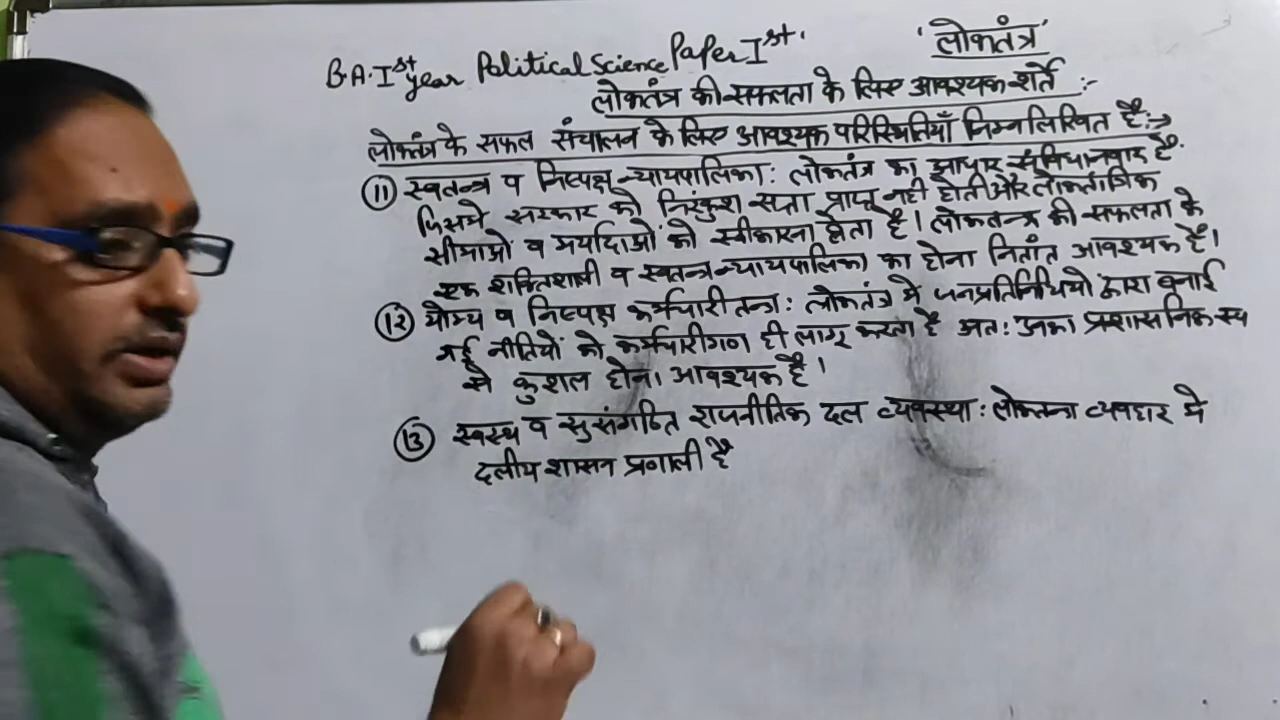 'लोकतंत्र'
B.A. Ist year Political Science Paper Ist.
लोकतंत्र की सफलता के लिए आवश्यक शर्ते :-
लोकतंत्र के सफल संचालन के लिए आवश्यक परिस्थितियाँ निम्नलिखित है:→
⑪ स्वतन्त्र व निष्पक्ष न्यायपालिका: लोकतंत्र का आधार संविधानवाद है.
जिसमे सरकार को निरंकुश सत्ता प्राप्त नही होती और लोकतांत्रिक
सीमाओं व मर्यादाओं को स्वीकारना होता है। लोकतन्त्र की सफलता के
एक शक्तिशाली व स्वतन्त्र न्यायपालिका का होना नितांत आवश्यक है।
⑫ योग्य व निष्पक्ष कर्मचारीतन्त्र: लोकतंत्र मे जनप्रतिनिधियो द्वारा बनाई
गई नीतियों को कर्मचारीगण ही लागू करता है अत: उनका प्रशासनिक रूप
से कुशल होना आवश्यक है।
⑬ स्वस्थ व सुसंगठित राजनीतिक दल व्यवस्था: लोकतन्त्र व्यवहार मे
दलीय शासन प्रणाली है